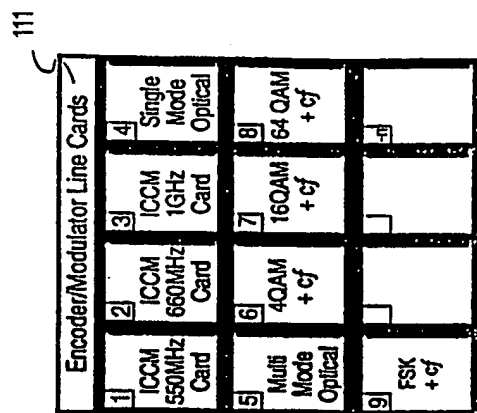 111
Encoder/Modulator Line Cards
1
ICCM
550MHz
Card
2
ICCM
660MHz
Card
3
ICCM
1GHz
Card
4
Single
Mode
Optical
5
Multi
Mode
Optical
6
4QAM
+ cf
7
16QAM
+ cf
8
64 QAM
+ cf
9
FSK
+ cf
-n